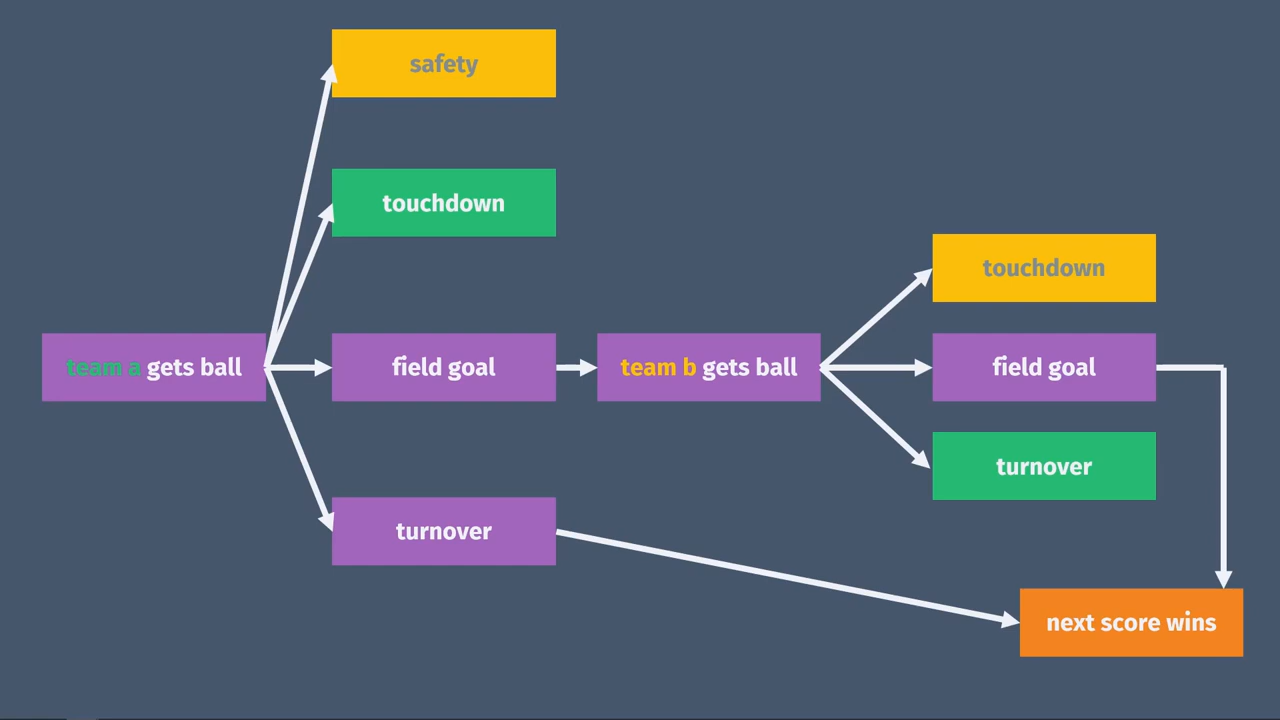 safety
touchdown
touchdown
team a gets ball
field goal
team b gets ball
field goal
turnover
turnover
next score wins